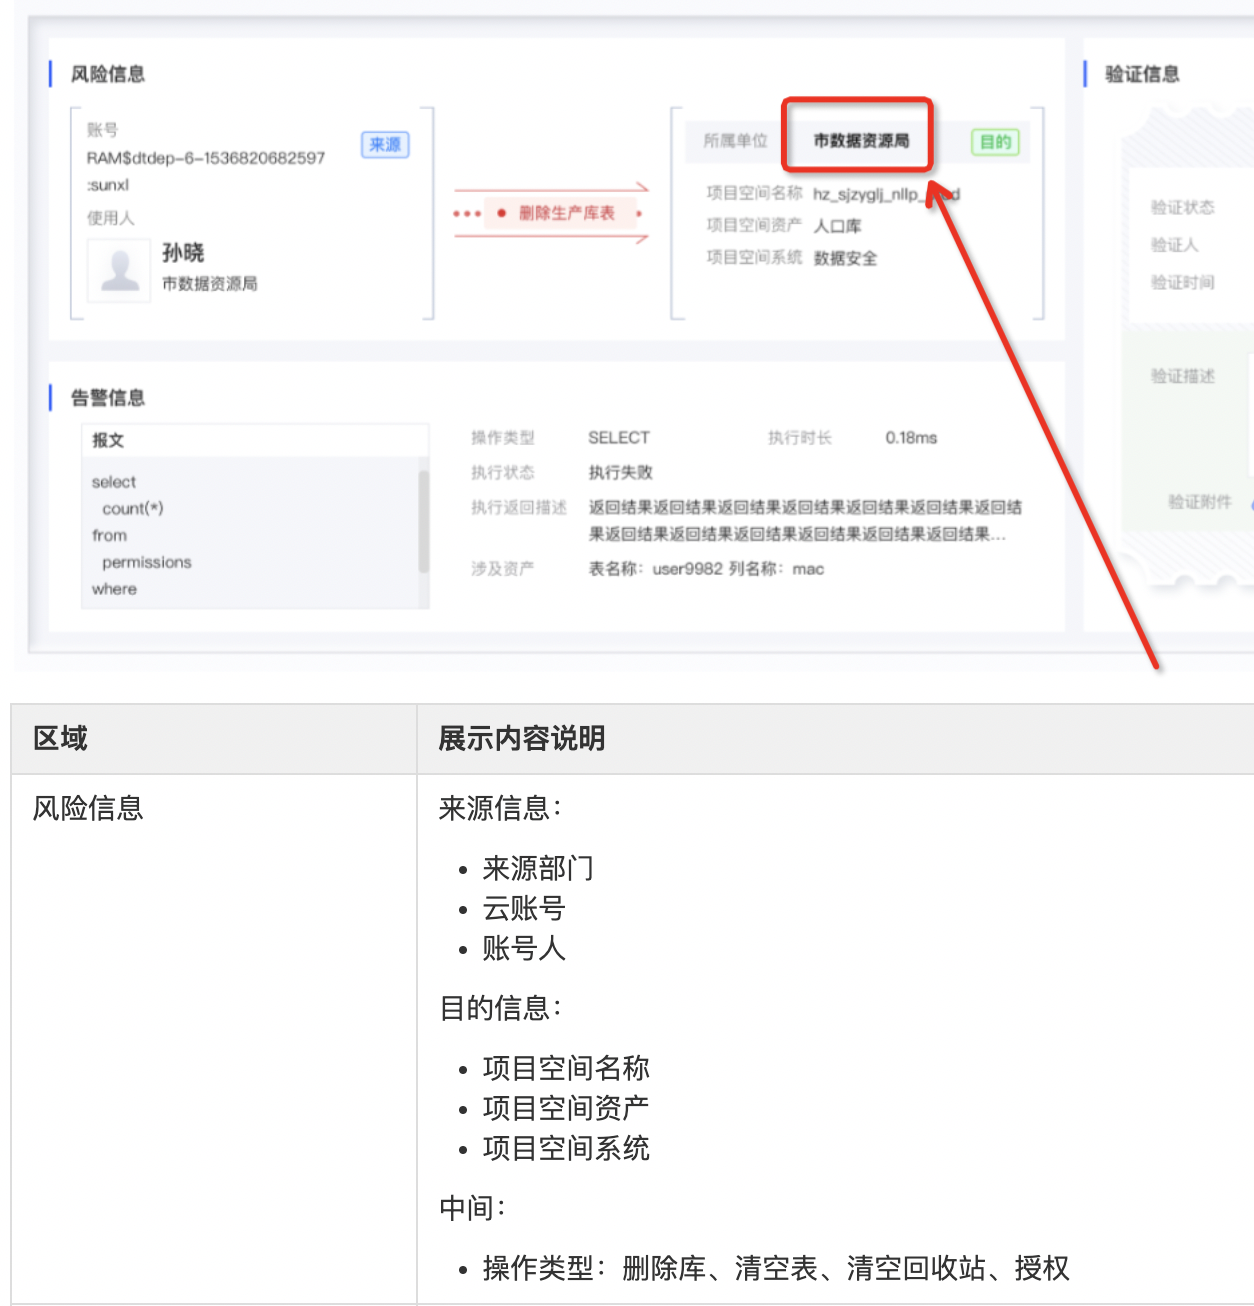 风险信息
账号
来源
RAM$dtdep-6-1536820682597
:sunxl
使用人
孙晓
市数据资源局
删除生产库表
所属单位 市数据资源局 目的
项目空间名称
项目空间资产 人口库
项目空间系统 数据安全
验证信息
验证状态
验证人
验证时间
验证描述
验证附件
告警信息
报文
select
count(*)
from
permissions
where
操作类型 SELECT 执行时长 0.18ms
执行状态 执行失败
执行返回描述 返回结果返回结果返回结果返回结果返回结果返回结果返回结
果返回结果返回结果返回结果返回结果返回结果返回结果...
涉及资产 表名称：user9982 列名称：mac
区域 展示内容说明
风险信息 来源信息：
• 来源部门
• 云账号
• 账号人
目的信息：
• 项目空间名称
• 项目空间资产
• 项目空间系统
中间：
• 操作类型：删除库、清空表、清空回收站、授权